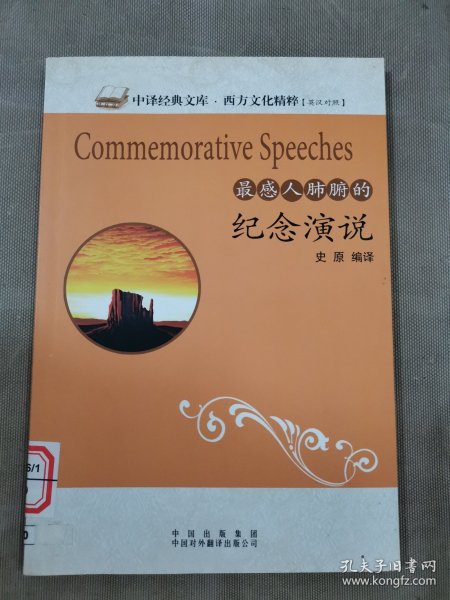 中译经典文库·西方文化精粹【英汉对照】
Commemorative Speeches
最感人肺腑的
纪念演说
史 原 编译
6/1
0
中国出版集团
中国对外翻译出版公司
孔夫子旧书网
www.kongfz.com